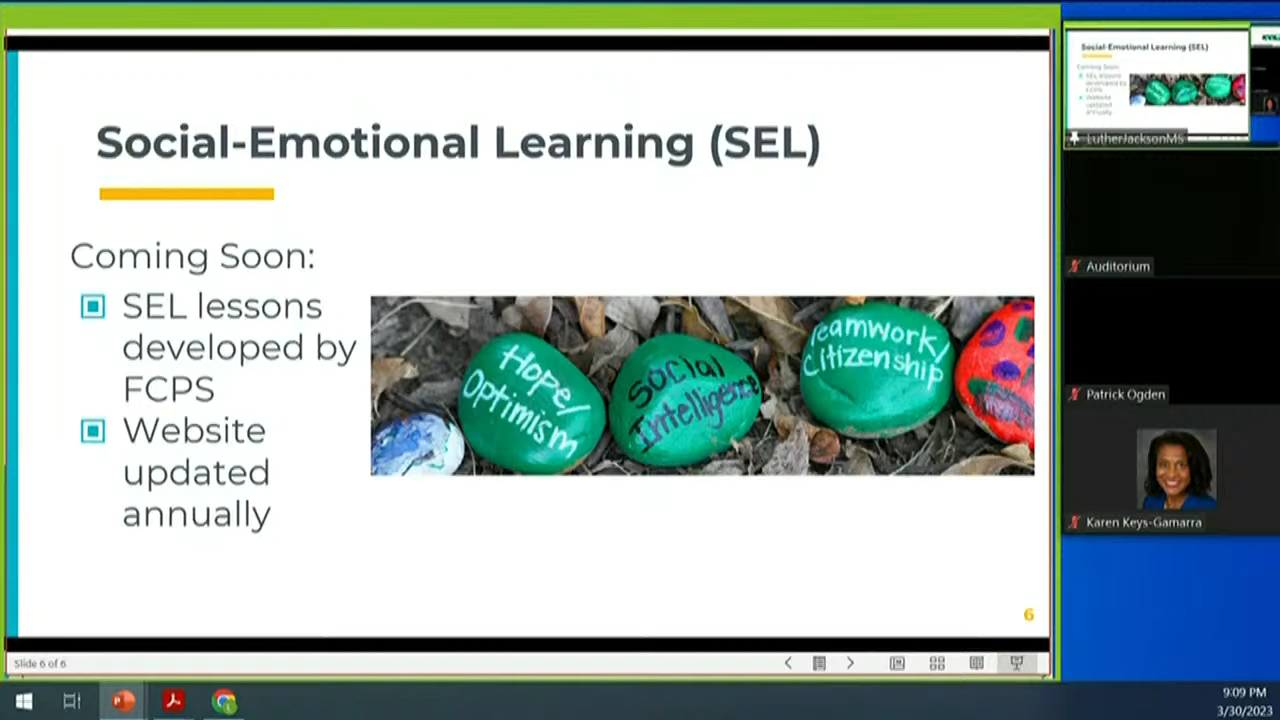 Social-Emotional Learning (SEL)
Coming Soon:
SEL lessons
developed by
FCPS
Website
updated
annually
Hope/
Optimism
Social
Intelligence
Teamwork/
Citizenship
6
Slide 6 of 6
Social-Emotional Learning (SEL)
Coming Soon:
SEL lessons
developed by
FCPS
Website
updated
annually
LutherJacksonMS
Auditorium
Patrick Ogden
Karen Keys-Gamarra
9:09 PM
3/30/2023